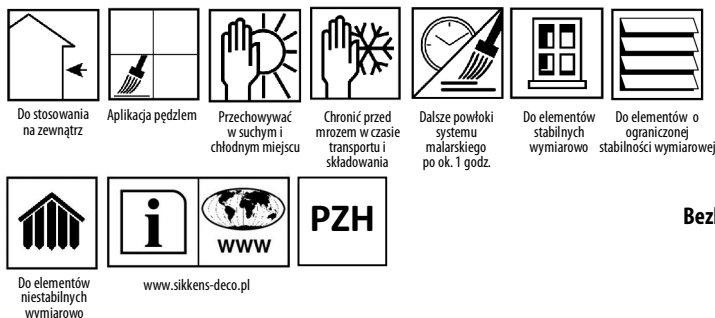 Do stosowania
na zewnątrz
Aplikacja pędzlem
Przechowywać
w suchym i
chłodnym miejscu
Chronić przed
mrozem w czasie
transportu i
składowania
Dalsze powłoki
systemu
malarskiego
po ok. 1 godz.
Do elementów
stabilnych
wymiarowo
Do elementów o
ograniczonej
stabilności wymiarowej
Do elementów
niestabilnych
wymiarowo
i
www
www.sikkens-deco.pl
PZH